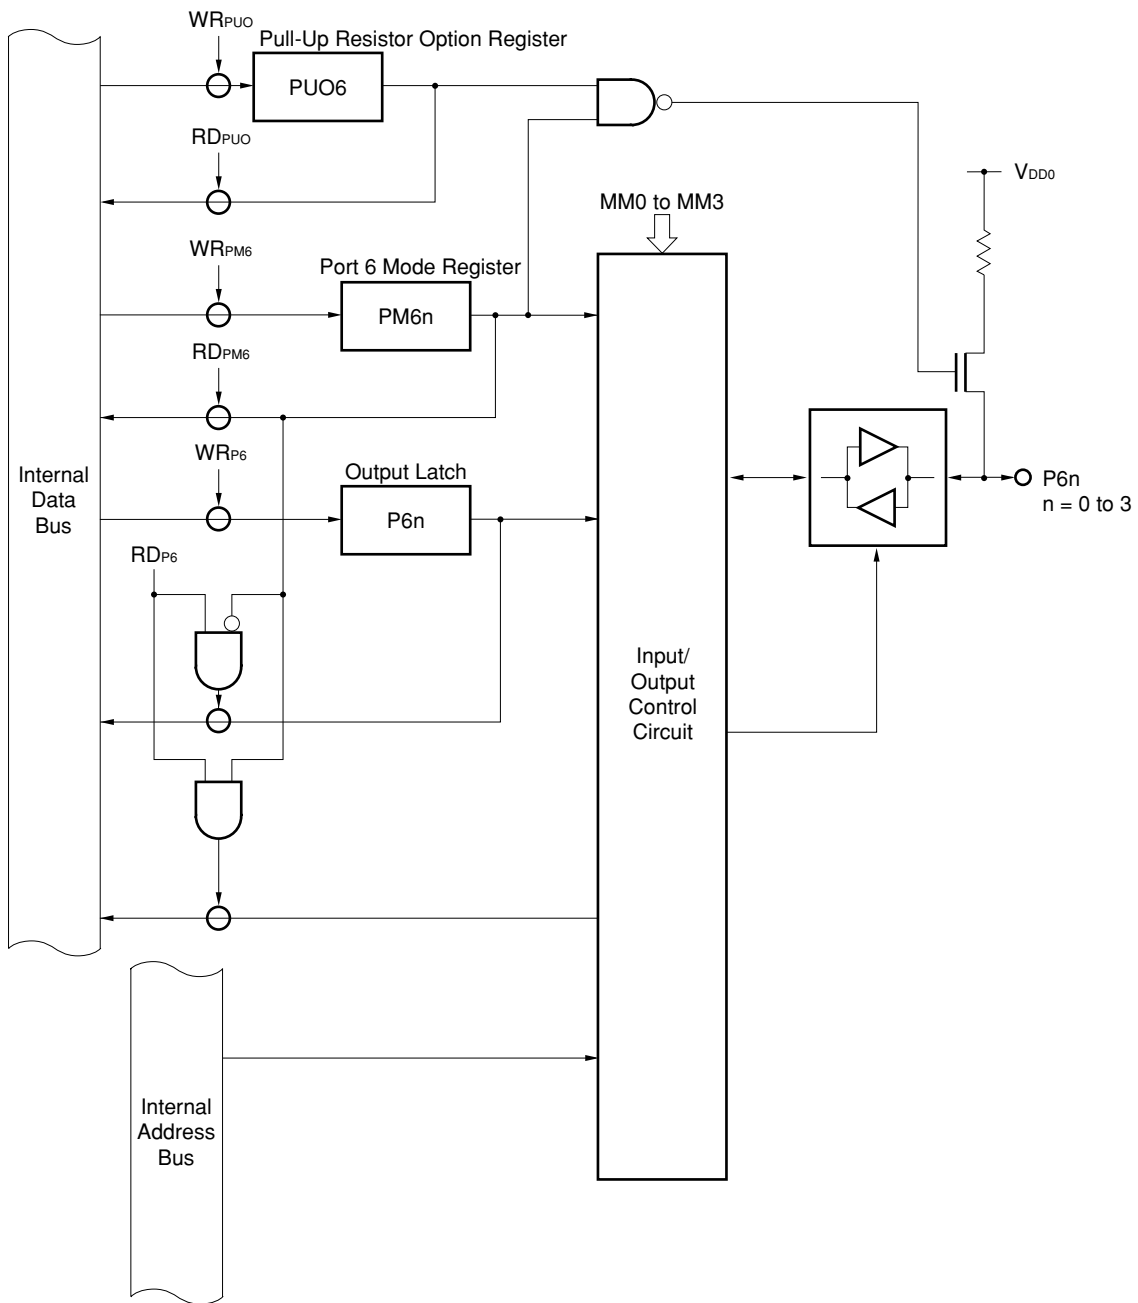 WRPUO
Pull-Up Resistor Option Register
PUO6
RDPUO
VDD0
MM0 to MM3
WRPM6
Port 6 Mode Register
PM6n
RDPM6
WRP6
Output Latch
Internal
Data
Bus
P6n
P6n
n = 0 to 3
RDP6
Input/
Output
Control
Circuit
Internal
Address
Bus